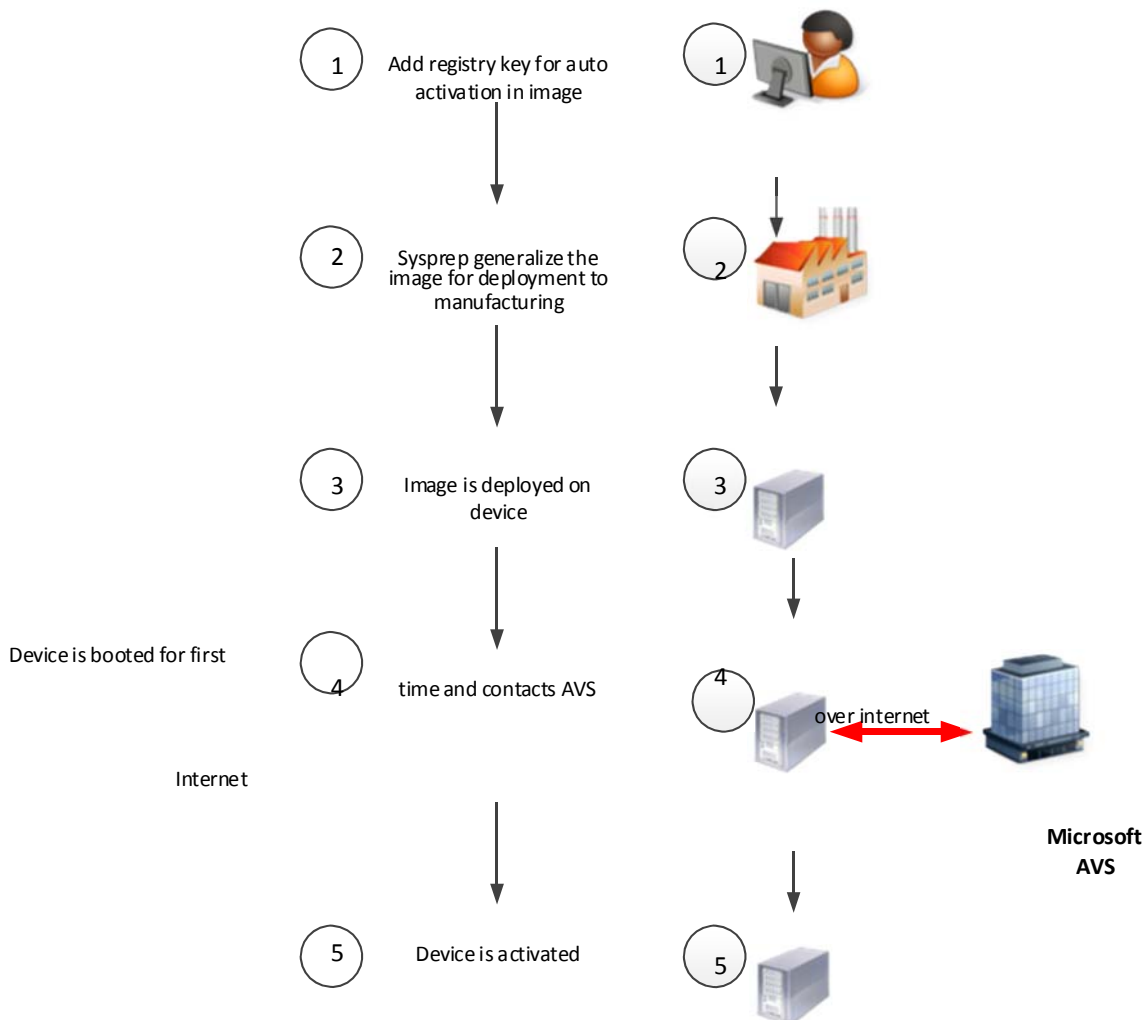 1
Add registry key for auto
activation in image
1
2
Sysprep generalize the
image for deployment to
manufacturing
2
3
Image is deployed on
device
3
Device is booted for first
4
time and contacts AVS
4
over internet
Internet
Microsoft
AVS
5
Device is activated
5